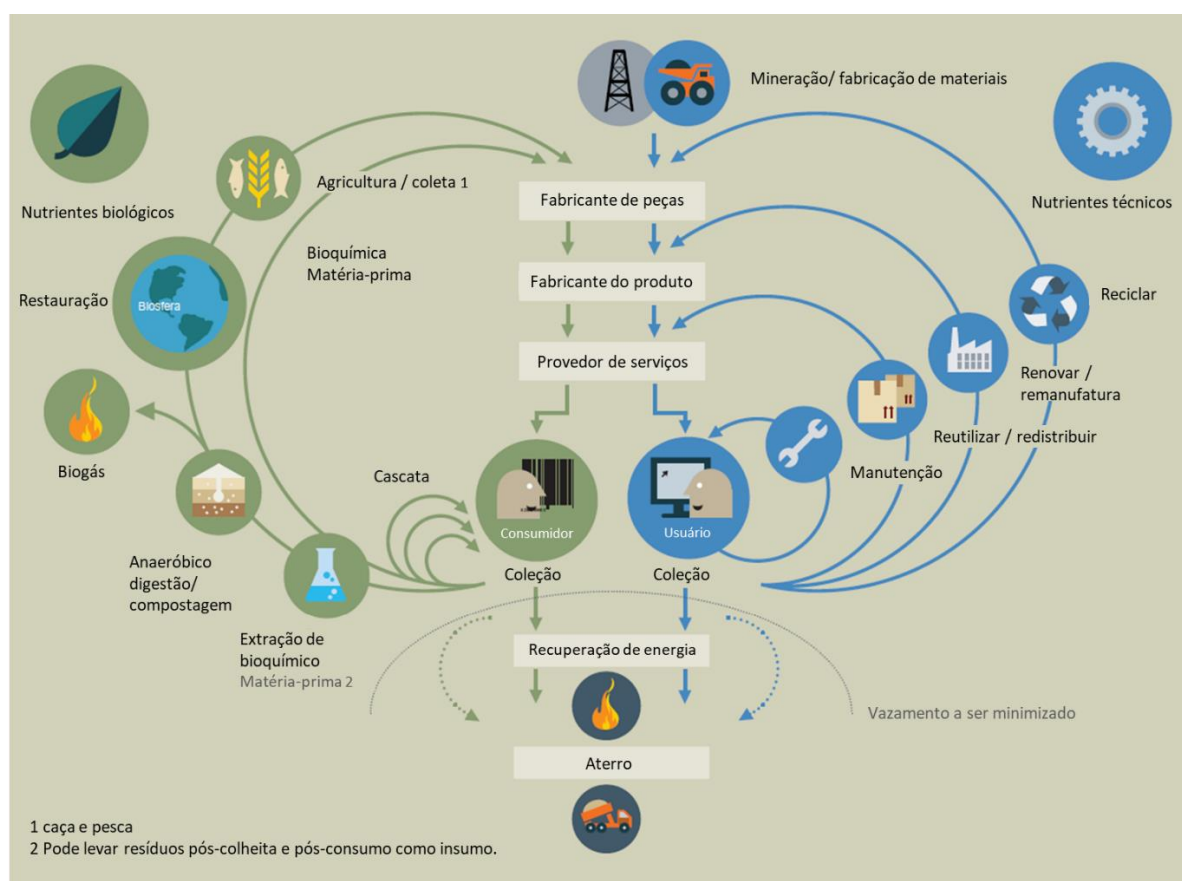 Mineração/ fabricação de materiais
Nutrientes biológicos
Agricultura / coleta 1
Fabricante de peças
Nutrientes técnicos
Bioquímica
Matéria-prima
Restauração
Biosfera
Fabricante do produto
Reciclar
Provedor de serviços
Renovar /
remanufatura
Reutilizar / redistribuir
Biogás
Cascata
Manutenção
Consumidor
Usuário
Anaeróbico
digestão/
compostagem
Coleção
Coleção
Extração de
bioquímico
Matéria-prima 2
Recuperação de energia
Vazamento a ser minimizado
Aterro
1 caça e pesca
2 Pode levar resíduos pós-colheita e pós-consumo como insumo.